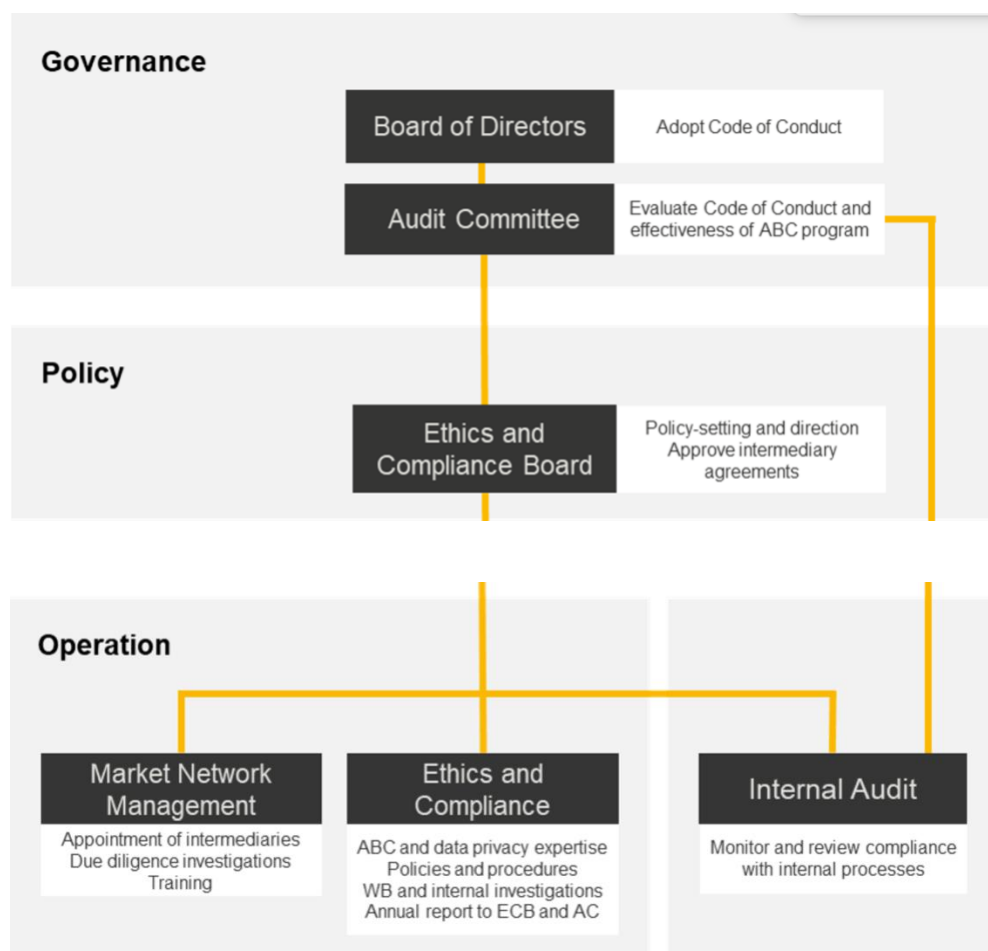 Governance
Board of Directors
Adopt Code of Conduct
Audit Committee
Evaluate Code of Conduct and
effectiveness of ABC program
Policy
Ethics and
Compliance Board
Policy-setting and direction
Approve intermediary
agreements
Operation
Market Network
Management
Appointment of intermediaries
Due diligence investigations
Training
Ethics and
Compliance
ABC and data privacy expertise
Policies and procedures
WB and internal investigations
Annual report to ECB and AC
Internal Audit
Monitor and review compliance
with internal processes